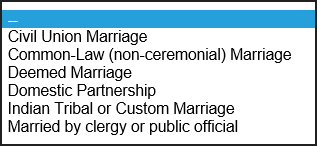 –
Civil Union Marriage
Common-Law (non-ceremonial) Marriage
Deemed Marriage
Domestic Partnership
Indian Tribal or Custom Marriage
Married by clergy or public official